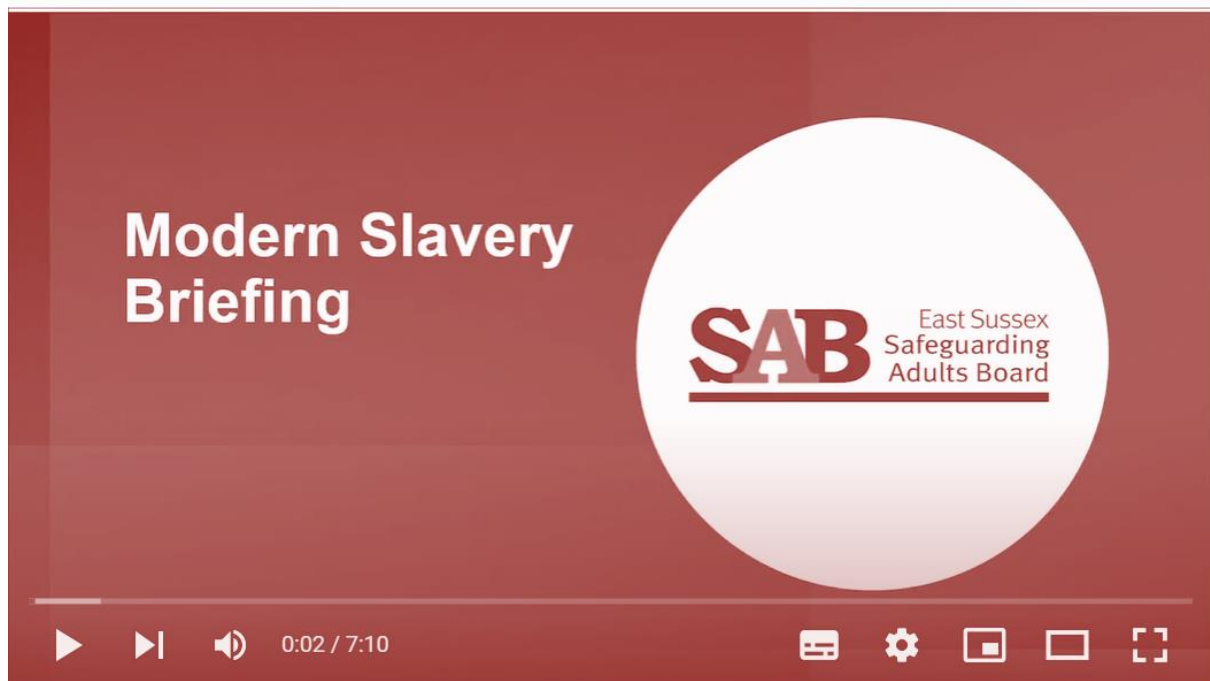 Modern Slavery
Briefing
SAB
East Sussex
Safeguarding
Adults Board
0:02 / 7:10